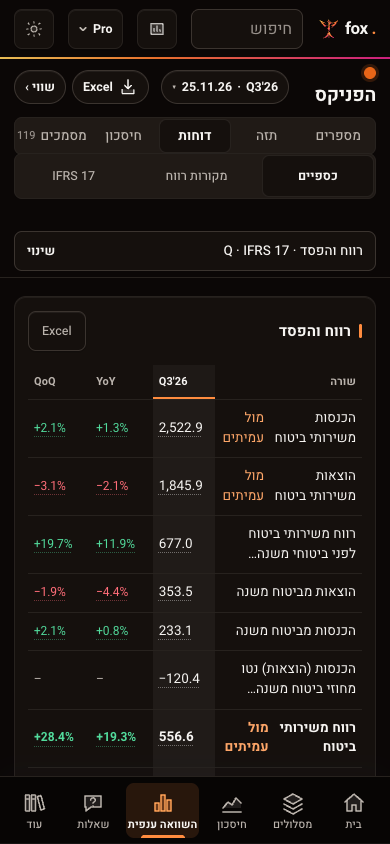 fox.
חיפוש
Pro
הפניקס
25.11.26 · Q3'26
Excel
שווי ›
מספרים
תזה
דוחות
חיסכון
מסמכים 119
כספיים
מקורות רווח
IFRS 17
רווח והפסד · Q · IFRS 17
שינוי
רווח והפסד
Excel
שורה Q3'26 YoY QoQ
הכנסות משירותי ביטוח מול עמיתים 2,522.9 +1.3% +2.1%
הוצאות משירותי ביטוח מול עמיתים 1,845.9 −2.1% −3.1%
רווח משירותי ביטוח לפני ביטוחי משנה... 677.0 +11.9% +19.7%
הוצאות מביטוח משנה 353.5 −4.4% −1.9%
הכנסות מביטוח משנה 233.1 +0.8% +2.1%
הכנסות (הוצאות) נטו מחוזי ביטוח משנה... −120.4 – –
רווח משירותי ביטוח מול עמיתים 556.6 +19.3% +28.4%
בית
מסלולים
חיסכון
השוואה ענפית
שאלות
עוד